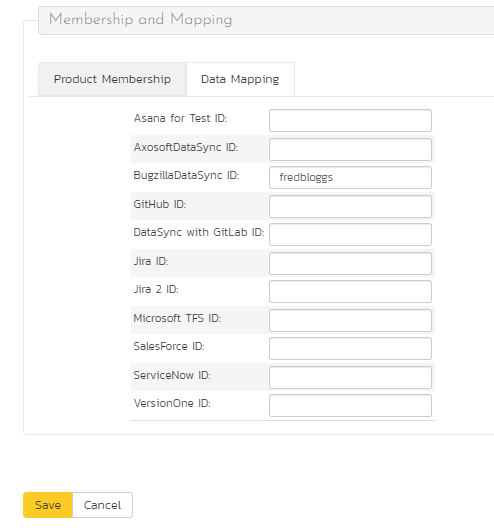 Membership and Mapping
Product Membership
Data Mapping
Asana for Test ID:
AxosoftDataSync ID:
BugzillaDataSync ID:
fredbloggs
GitHub ID:
DataSync with GitLab ID:
Jira ID:
Jira 2 ID:
Microsoft TFS ID:
SalesForce ID:
ServiceNow ID:
VersionOne ID:
Save
Cancel